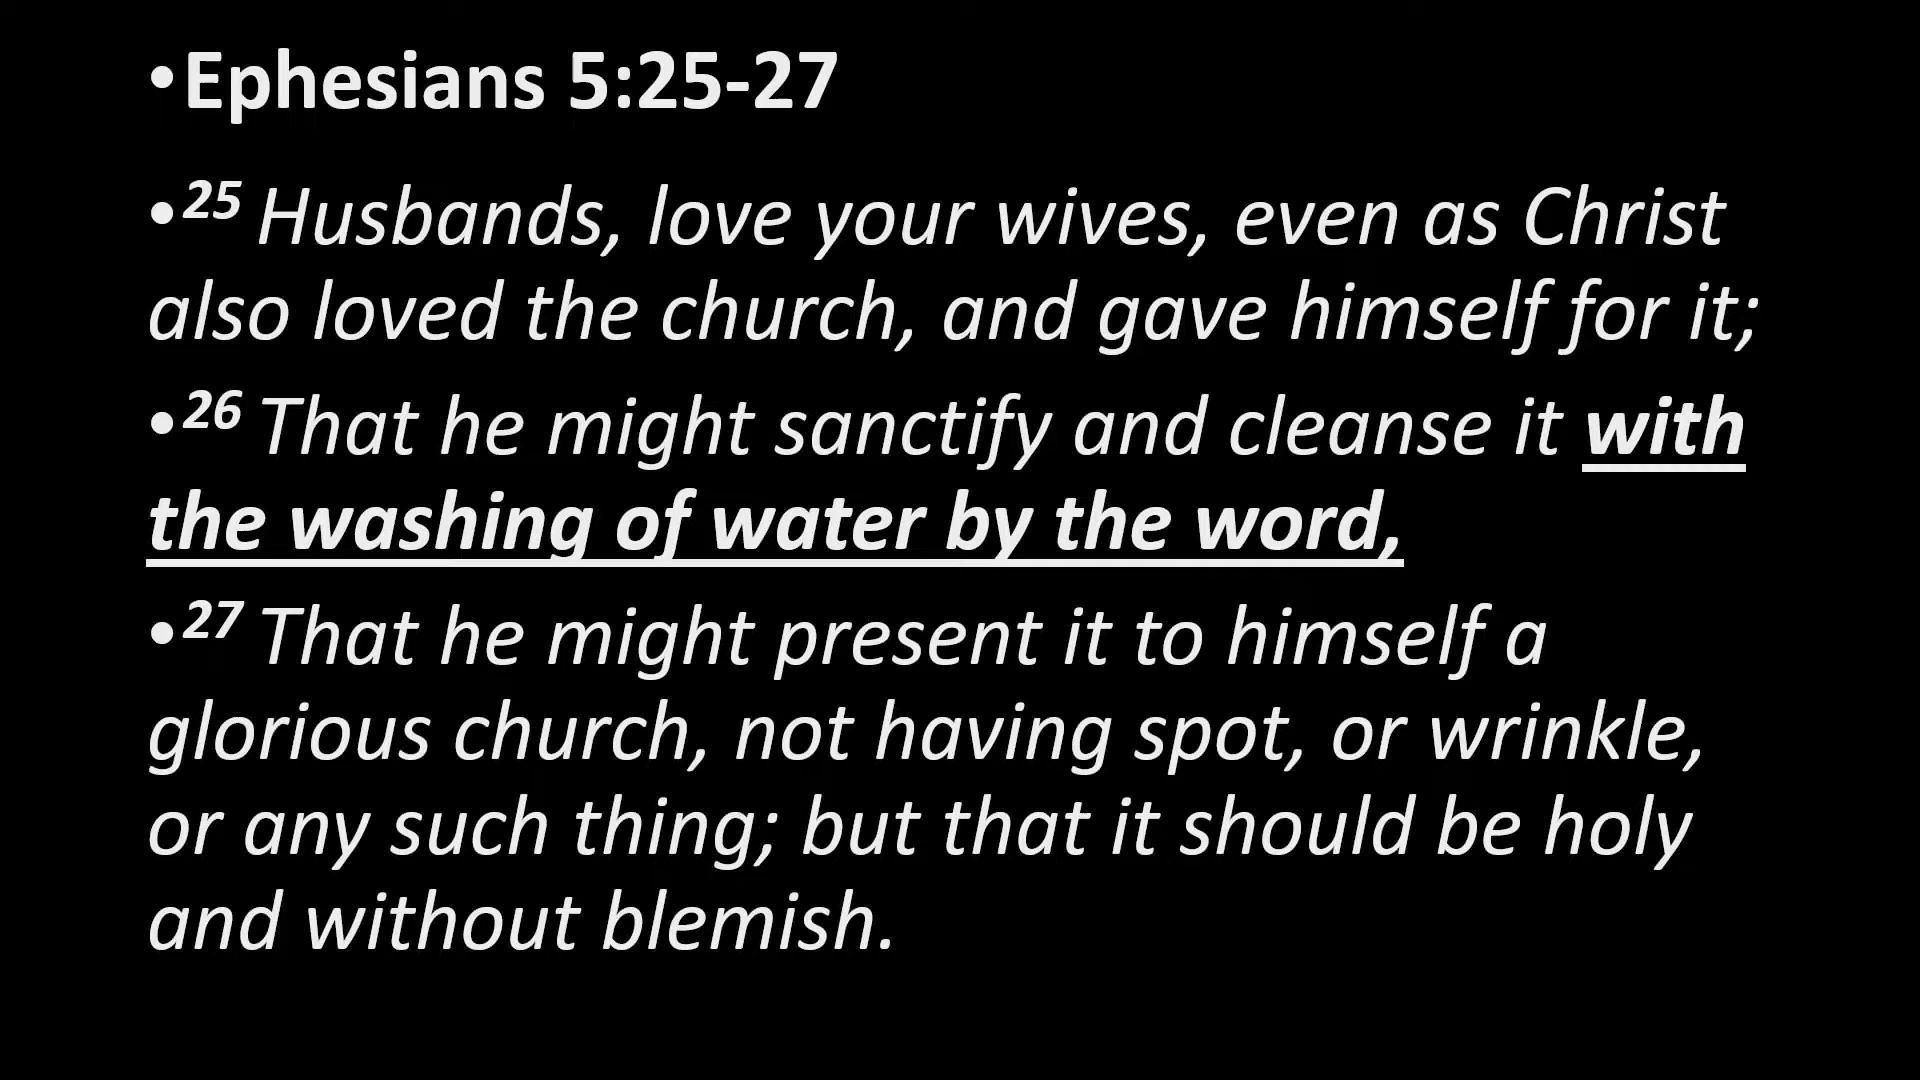 •Ephesians 5:25-27
•25 Husbands, love your wives, even as Christ
also loved the church, and gave himself for it;
•26 That he might sanctify and cleanse it with
the washing of water by the word,
•27 That he might present it to himself a
glorious church, not having spot, or wrinkle,
or any such thing; but that it should be holy
and without blemish.